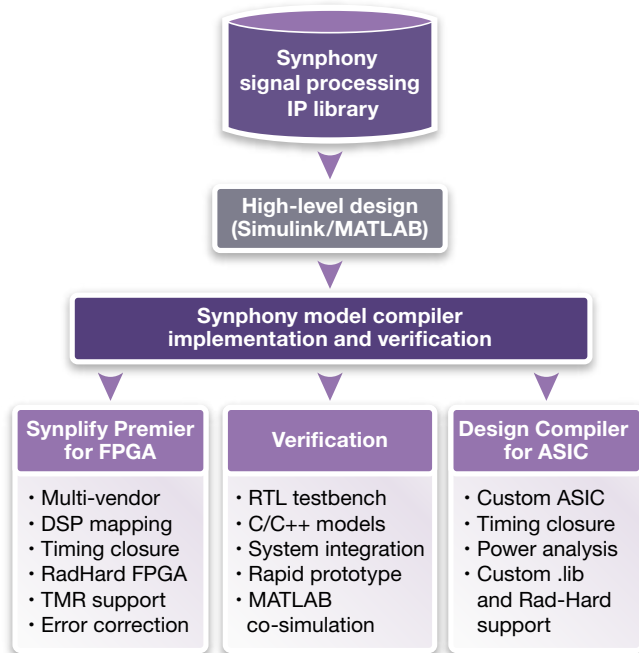 Synphony
signal processing
IP library
High-level design
(Simulink/MATLAB)
Synphony model compiler
implementation and verification
Synplify Premier
for FPGA
· Multi-vendor
· DSP mapping
· Timing closure
· RadHard FPGA
· TMR support
· Error correction
Verification
· RTL testbench
· C/C++ models
· System integration
· Rapid prototype
· MATLAB
co-simulation
Design Compiler
for ASIC
· Custom ASIC
· Timing closure
· Power analysis
· Custom .lib
and Rad-Hard
support